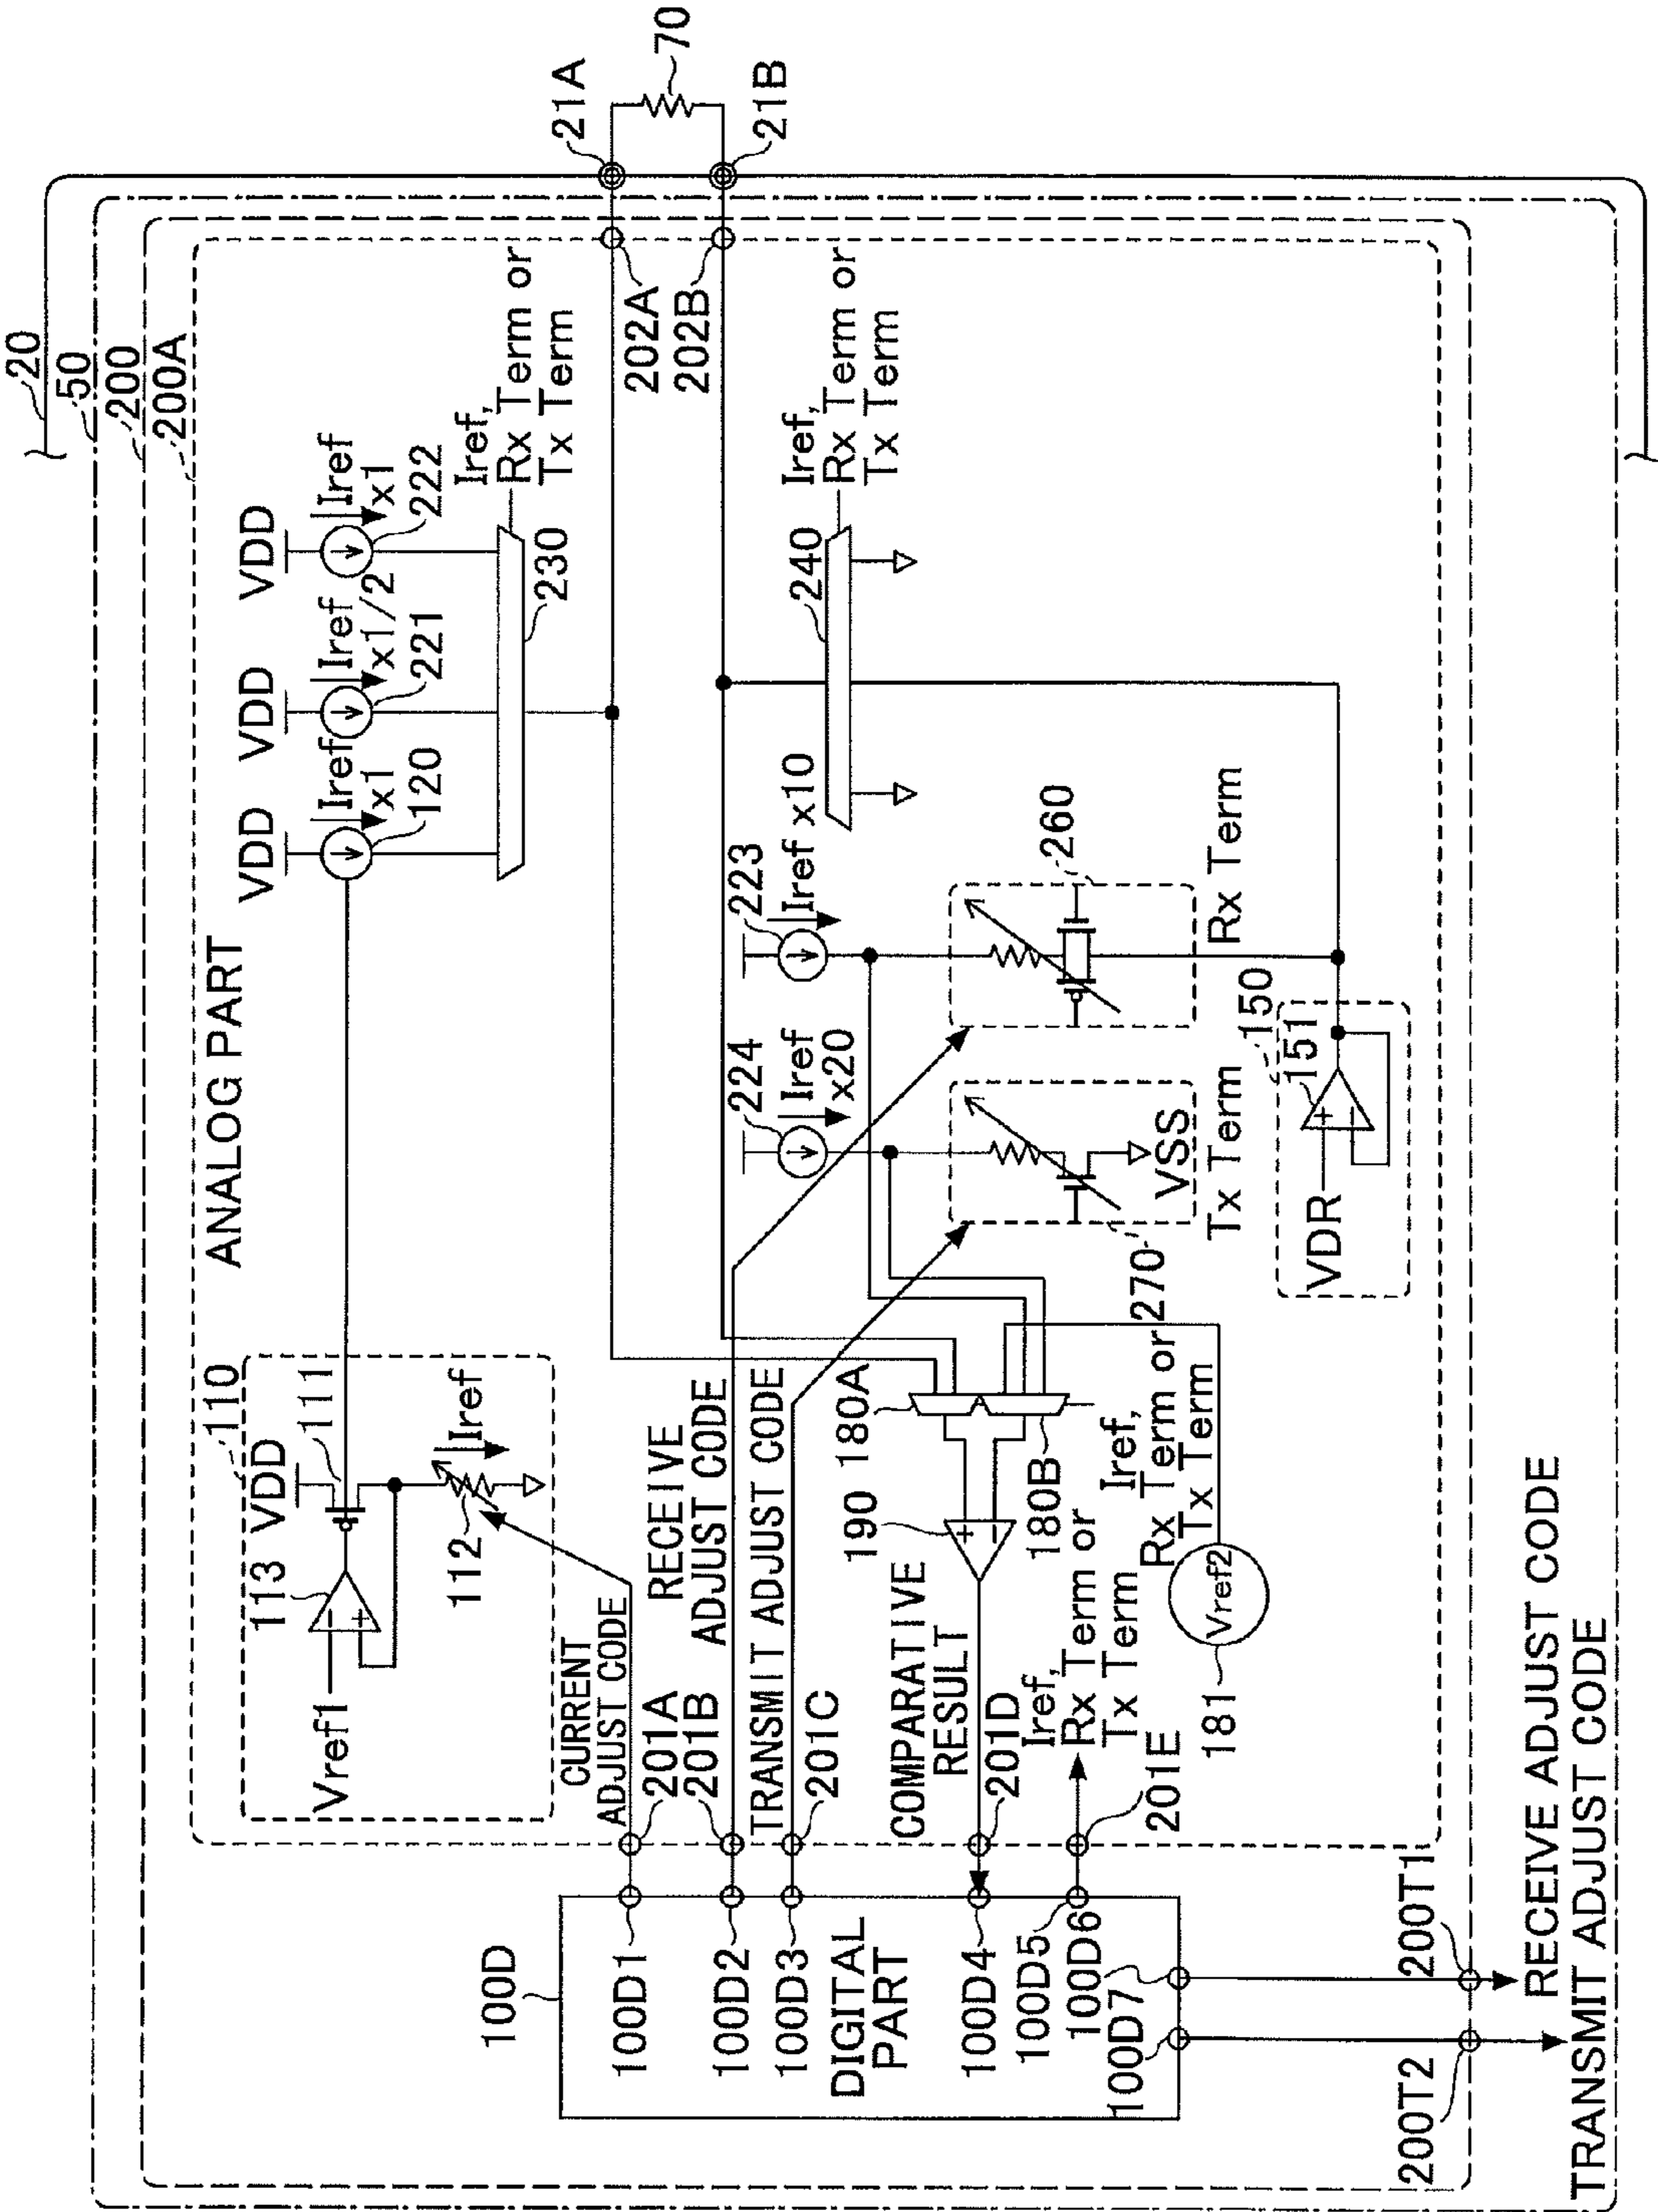 20
50
200
200A
ANALOG PART
110
VDD
113
111
Vref1
112
Iref
VDD
Iref
x1
120
VDD
Iref
x1/2
221
VDD
Iref
x1
222
230
Iref,
Rx Term or
Tx Term
21A
70
21B
202A
202B
CURRENT
ADJUST CODE
201A
RECEIVE
ADJUST CODE
201B
TRANSMIT ADJUST CODE
201C
COMPARATIVE
RESULT
201D
Iref,
Rx Term or
Tx Term
201E
190
180A
180B
Iref,
Rx Term or
Tx Term
Vref2
181
224
Iref
x20
223
Iref x10
240
Iref,
Rx Term or
Tx Term
260
Rx Term
270
VSS
Tx Term
150
151
VDR
100D
100D1
100D2
100D3
DIGITAL
PART
100D4
100D5
100D6
100D7
200T1
200T2
RECEIVE ADJUST CODE
TRANSMIT ADJUST CODE